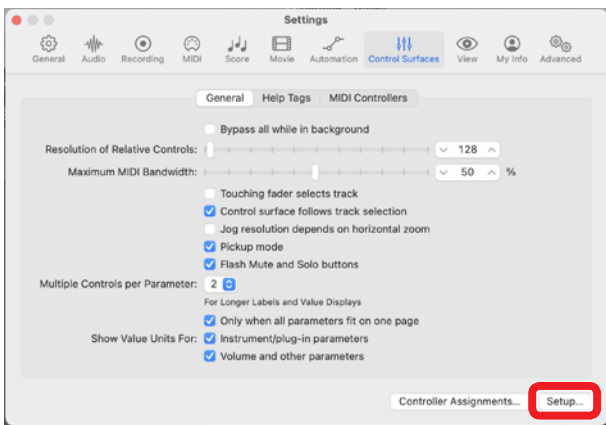 Settings
General Audio Recording MIDI Score Movie Automation Control Surfaces View My Info Advanced
General Help Tags MIDI Controllers
Bypass all while in background
Resolution of Relative Controls: 128
Maximum MIDI Bandwidth: 50 %
Touching fader selects track
Control surface follows track selection
Jog resolution depends on horizontal zoom
Pickup mode
Flash Mute and Solo buttons
Multiple Controls per Parameter: 2
For Longer Labels and Value Displays
Only when all parameters fit on one page
Show Value Units For: Instrument/plug-in parameters
Volume and other parameters
Controller Assignments... Setup...